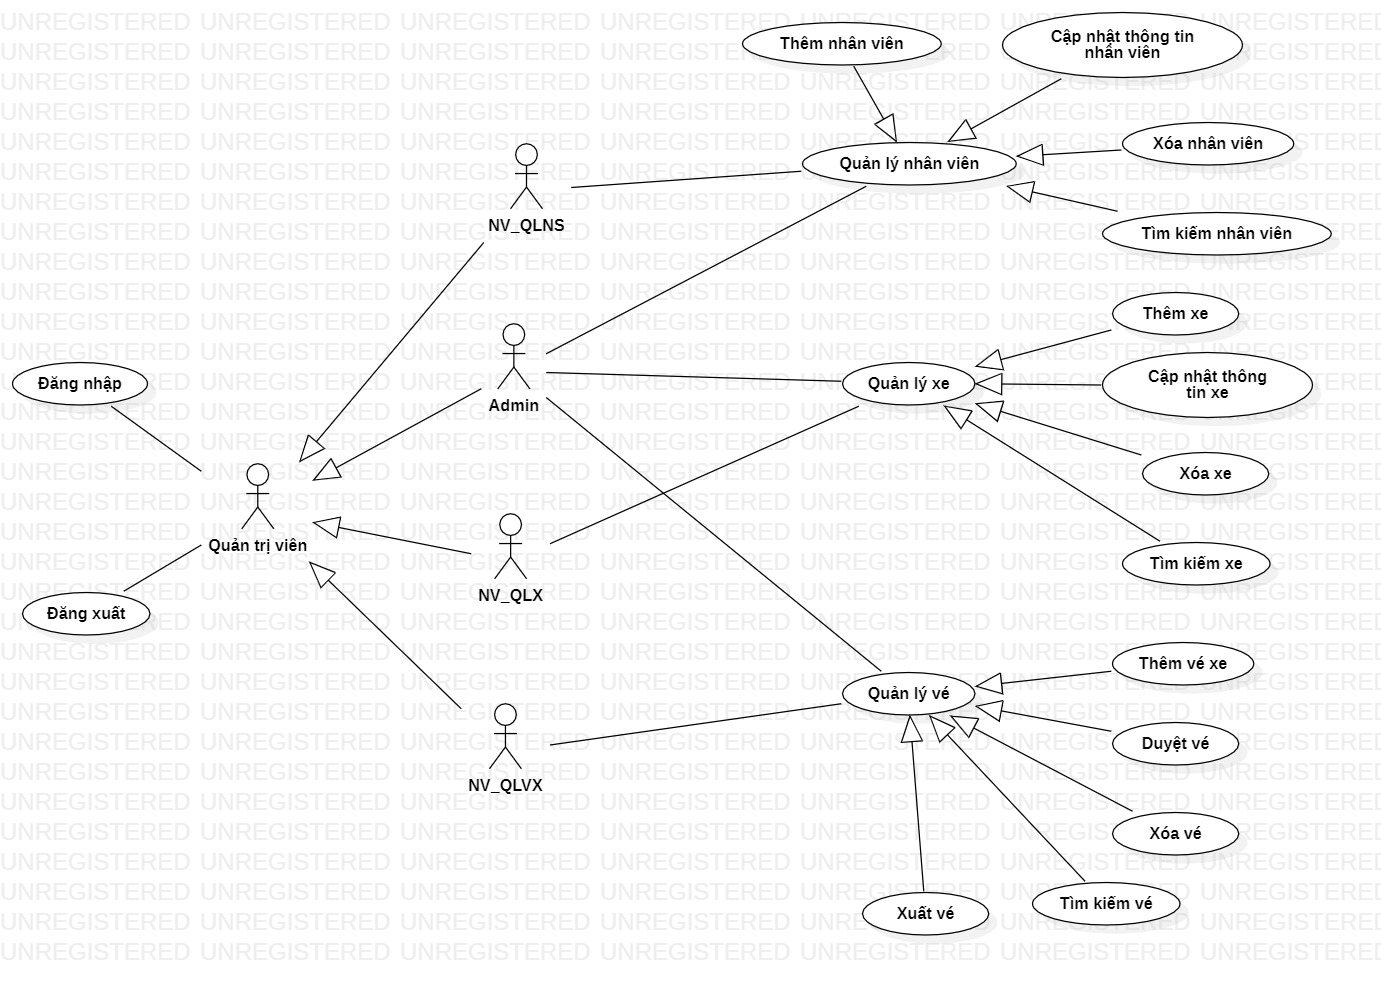 Thêm nhân viên
Cập nhật thông tin
nhân viên
Quản lý nhân viên
Xóa nhân viên
NV_QLNS
Tìm kiếm nhân viên
Thêm xe
Đăng nhập
Admin
Quản lý xe
Cập nhật thông
tin xe
Xóa xe
Quản trị viên
Tìm kiếm xe
NV_QLX
Đăng xuất
Thêm vé xe
Quản lý vé
Duyệt vé
NV_QLVX
Xóa vé
Xuất vé
Tìm kiếm vé
UNREGISTERED